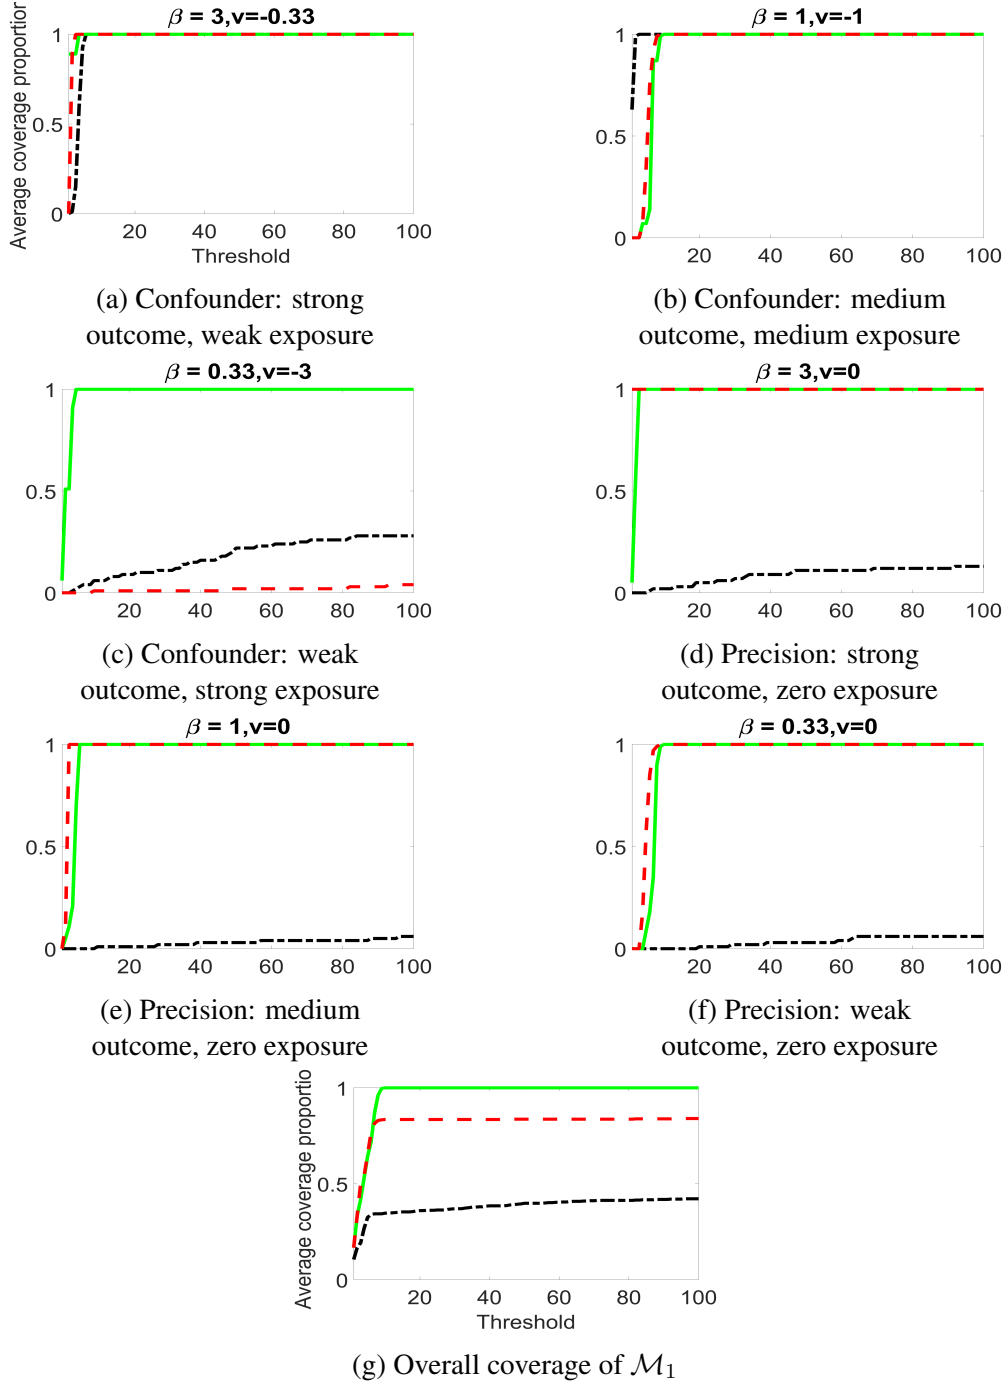 β = 3,v=-0.33
Average coverage proportion
1
0.5
0
20 40 60 80 100
Threshold
(a) Confounder: strong
outcome, weak exposure
β = 1,v=-1
1
0.5
0
20 40 60 80 100
(b) Confounder: medium
outcome, medium exposure
β = 0.33,v=-3
1
0.5
0
20 40 60 80 100
(c) Confounder: weak
outcome, strong exposure
β = 3,v=0
1
0.5
0
20 40 60 80 100
(d) Precision: strong
outcome, zero exposure
β = 1,v=0
1
0.5
0
20 40 60 80 100
(e) Precision: medium
outcome, zero exposure
β = 0.33,v=0
1
0.5
0
20 40 60 80 100
(f) Precision: weak
outcome, zero exposure
Average coverage proportio
1
0.5
0
20 40 60 80 100
Threshold
(g) Overall coverage of ℳ₁